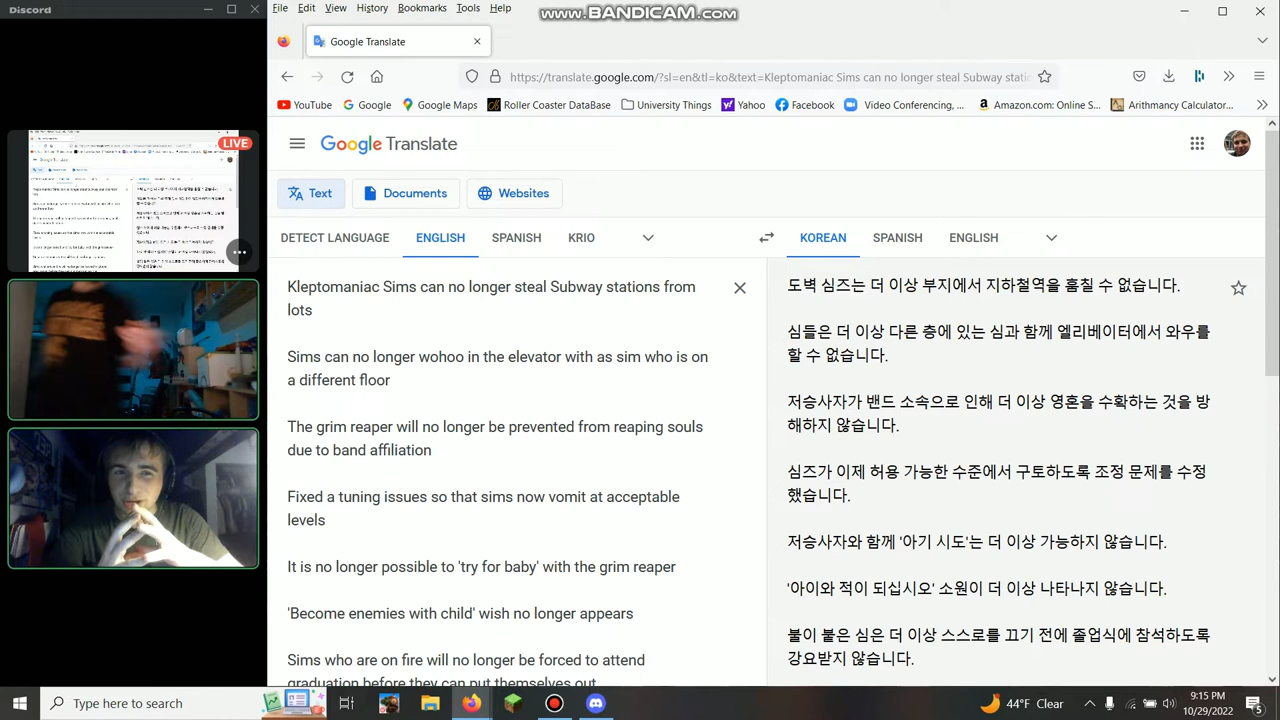 Discord
LIVE
File Edit View History Bookmarks Tools Help
www.BANDICAM.com
Google Translate
https://translate.google.com/?sl=en&tl=ko&text=Kleptomaniac Sims can no longer steal Subway static
YouTube Google Google Maps Roller Coaster DataBase University Things Yahoo Facebook Video Conferencing, ... Amazon.com: Online S... Arithmancy Calculator...
Google Translate
Text Documents Websites
DETECT LANGUAGE ENGLISH SPANISH KRIO KOREAN SPANISH ENGLISH
Kleptomaniac Sims can no longer steal Subway stations from
lots
Sims can no longer wohoo in the elevator with as sim who is on
a different floor
The grim reaper will no longer be prevented from reaping souls
due to band affiliation
Fixed a tuning issues so that sims now vomit at acceptable
levels
It is no longer possible to 'try for baby' with the grim reaper
'Become enemies with child' wish no longer appears
Sims who are on fire will no longer be forced to attend
graduation before they can put themselves out
도벽 심즈는 더 이상 부지에서 지하철역을 훔칠 수 없습니다.
심들은 더 이상 다른 층에 있는 심과 함께 엘리베이터에서 와우를
할 수 없습니다.
저승사자가 밴드 소속으로 인해 더 이상 영혼을 수확하는 것을 방
해하지 않습니다.
심즈가 이제 허용 가능한 수준에서 구토하도록 조정 문제를 수정
했습니다.
저승사자와 함께 '아기 시도'는 더 이상 가능하지 않습니다.
'아이와 적이 되십시오' 소원이 더 이상 나타나지 않습니다.
불이 붙은 심은 더 이상 스스로를 끄기 전에 졸업식에 참석하도록
강요받지 않습니다.
Type here to search
44°F Clear
9:15 PM
10/29/2022
5